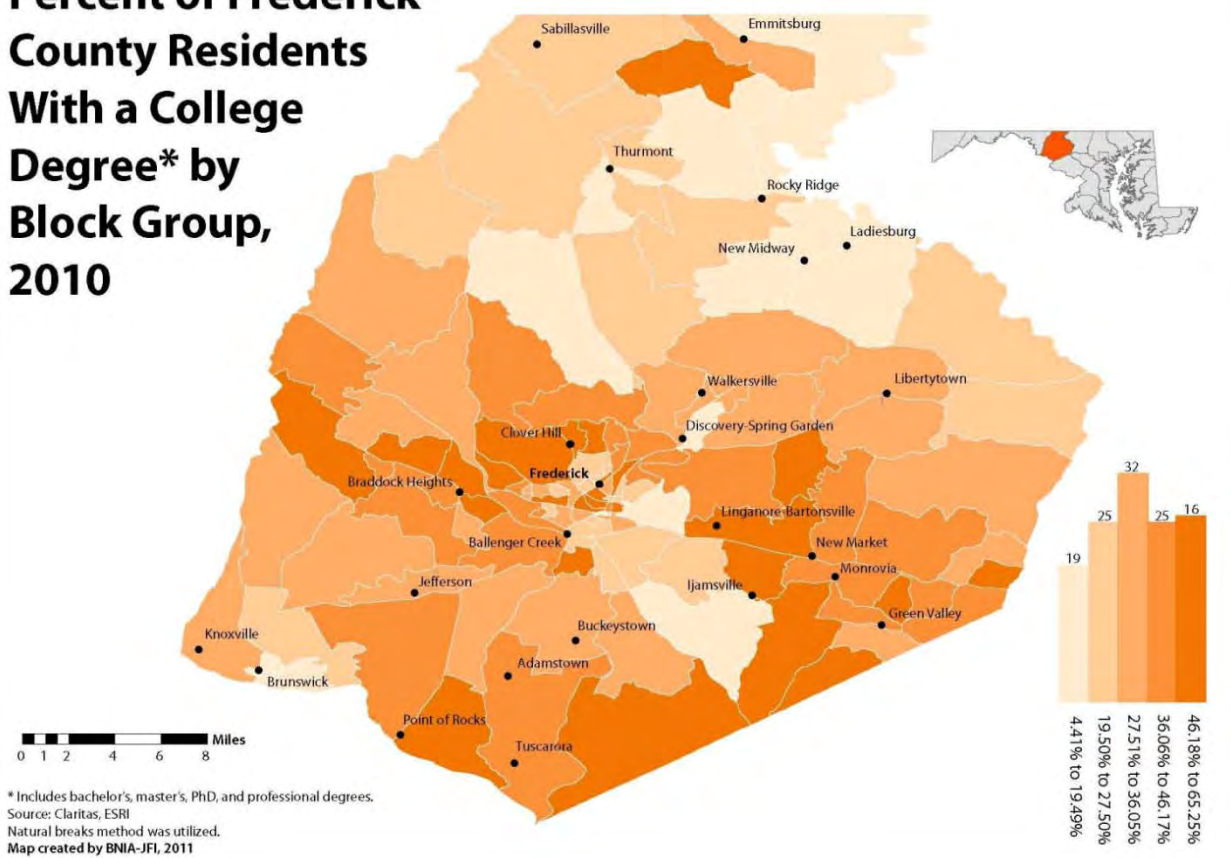 Percent of Frederick
County Residents
With a College
Degree* by
Block Group,
2010
Sabillasville
Emmitsburg
Thurmont
Rocky Ridge
Ladiesburg
New Midway
Walkersville
Libertytown
Discovery-Spring Garden
Clover Hill
Frederick
Braddock Heights
Linganore-Bartonsville
Ballenger Creek
New Market
Monrovia
Ijamsville
Jefferson
Green Valley
Buckeystown
Knoxville
Adamstown
Brunswick
Point of Rocks
Tuscarora
19
25
32
25
16
4.41% to 19.49%
19.50% to 27.50%
27.51% to 36.05%
36.06% to 46.17%
46.18% to 65.25%
Miles
0 1 2 4 6 8
* Includes bachelor's, master's, PhD, and professional degrees.
Source: Claritas, ESRI
Natural breaks method was utilized.
Map created by BNIA-JFI, 2011